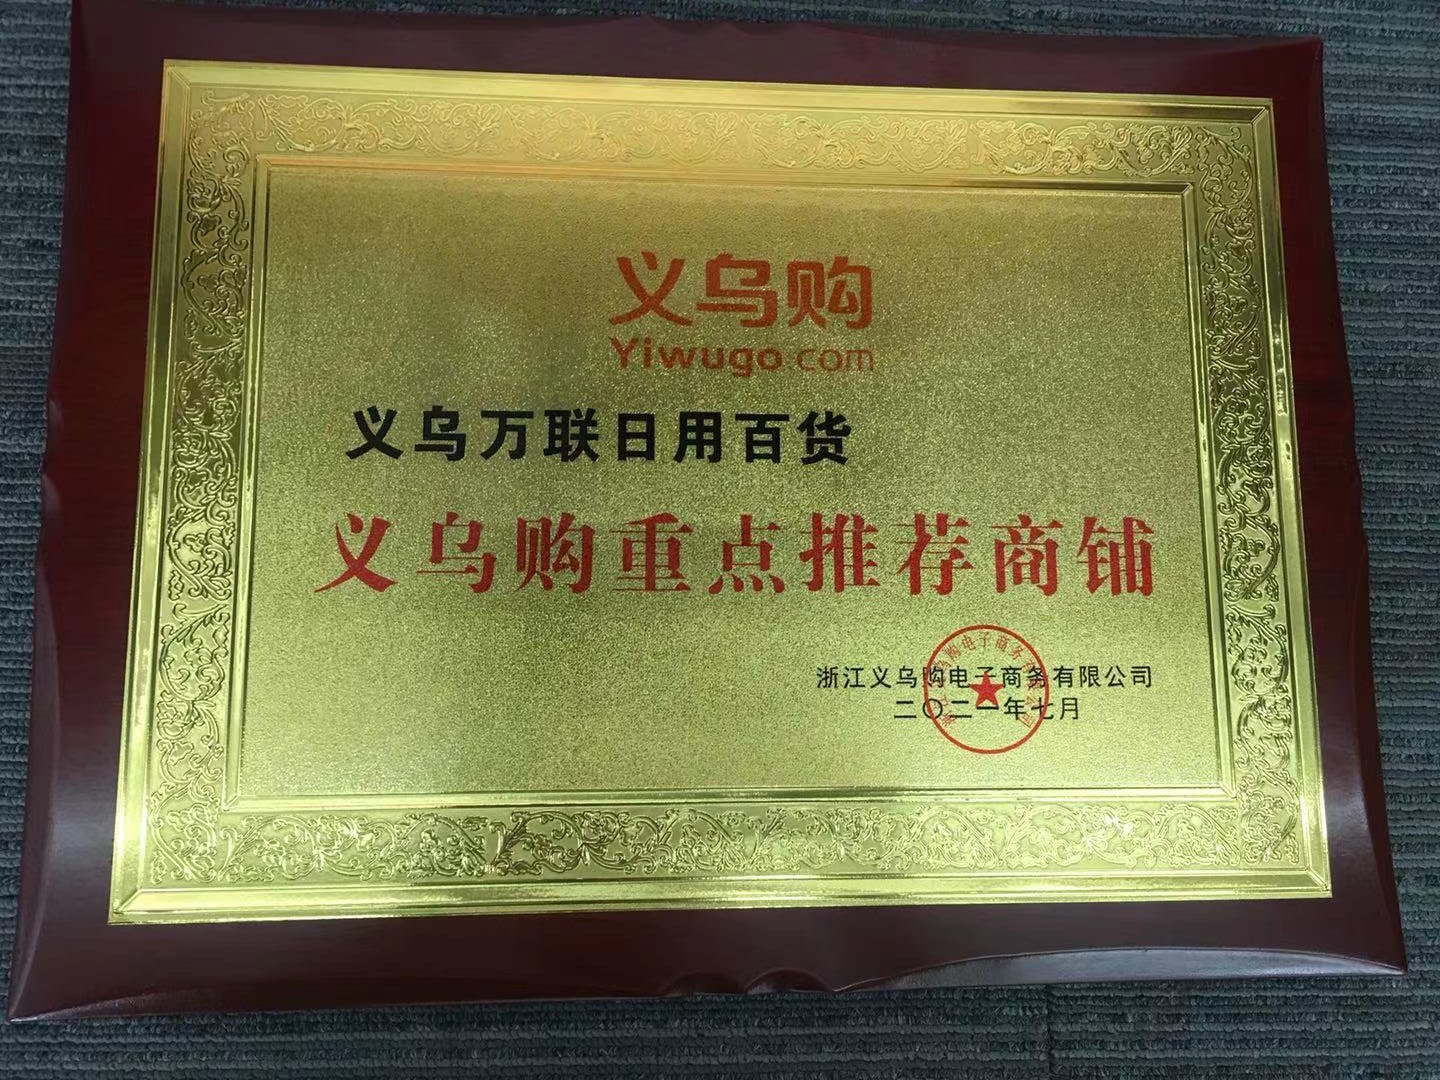 义乌购
Yiwugo com
义乌万联日用百货
义乌购重点推荐商铺
浙江义乌购电子商务有限公司
二〇二一年七月